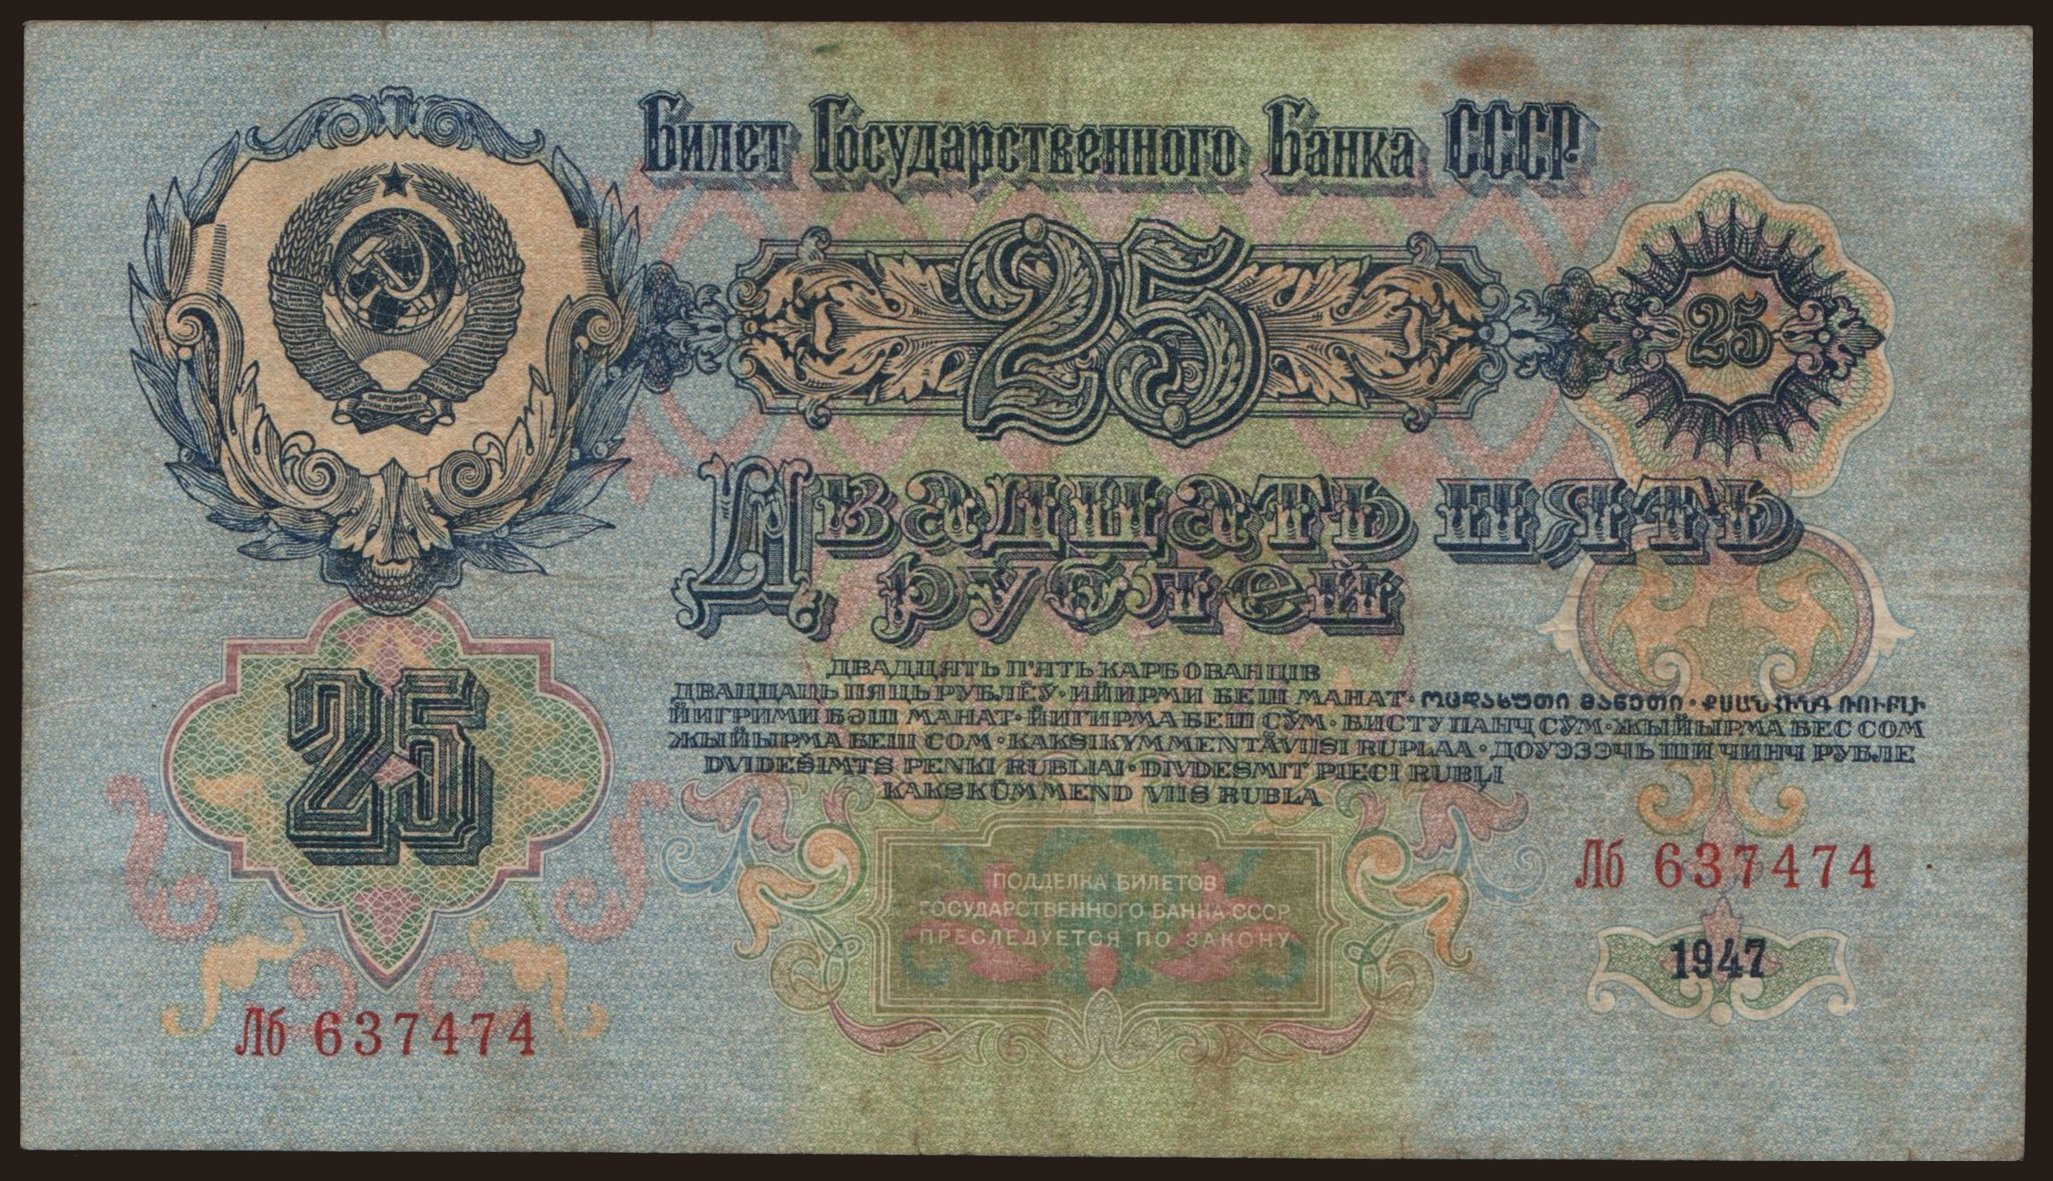 Билет Государственного Банка СССР
25
25
Двадцать пять
рублей
ДВАДЦЯТЬ П'ЯТЬ КАРБОВАНЦІВ
ДВАЦЦАЦЬ ПЯЦЬ РУБЛЁЎ · ИЙИРМИ БЕШ МАНАТ · ოცდახუთი მანეთი · ՔՍԱՆՀԻՆԳ ՌՈՒԲԼԻ
ЙИГРИМИ БӘШ МАНАТ · ЙИГИРМА БЕШ СЎМ · БИСТУ ПАНҶ СӮМ · ЖЫЙЫРМА БЕС СОМ
ЖЫЙЫРМА БЕШ СОМ · KAKSIKYMMENTÄVIISI RUPLAA · ДОУЭЗЭЧЬ ШИ ЧИНЧ РУБЛЕ
DVIDEŠIMTS PENKI RUBLIAI · DIVDESMIT PIECI RUBĻI
KAKSKÜMMEND VIIS RUBLA
25
ПОДДЕЛКА БИЛЕТОВ
ГОСУДАРСТВЕННОГО БАНКА СССР
ПРЕСЛЕДУЕТСЯ ПО ЗАКОНУ
Лб 637474
1947
Лб 637474